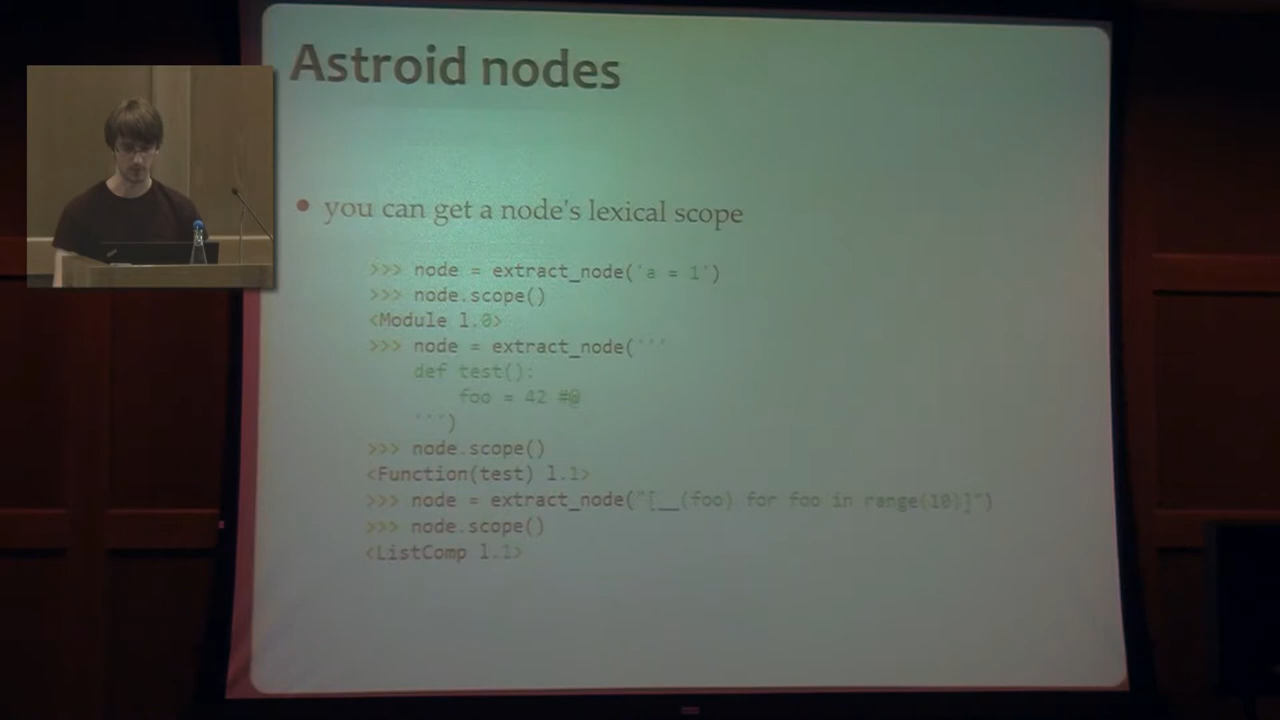 Astroid nodes
• you can get a node's lexical scope
>>> node = extract_node('a = 1')
>>> node.scope()
<Module l.0>
>>> node = extract_node('''
def test():
foo = 42 #@
''')
>>> node.scope()
<Function(test) l.1>
>>> node = extract_node("[__(foo) for foo in range(10)]")
>>> node.scope()
<ListComp l.1>